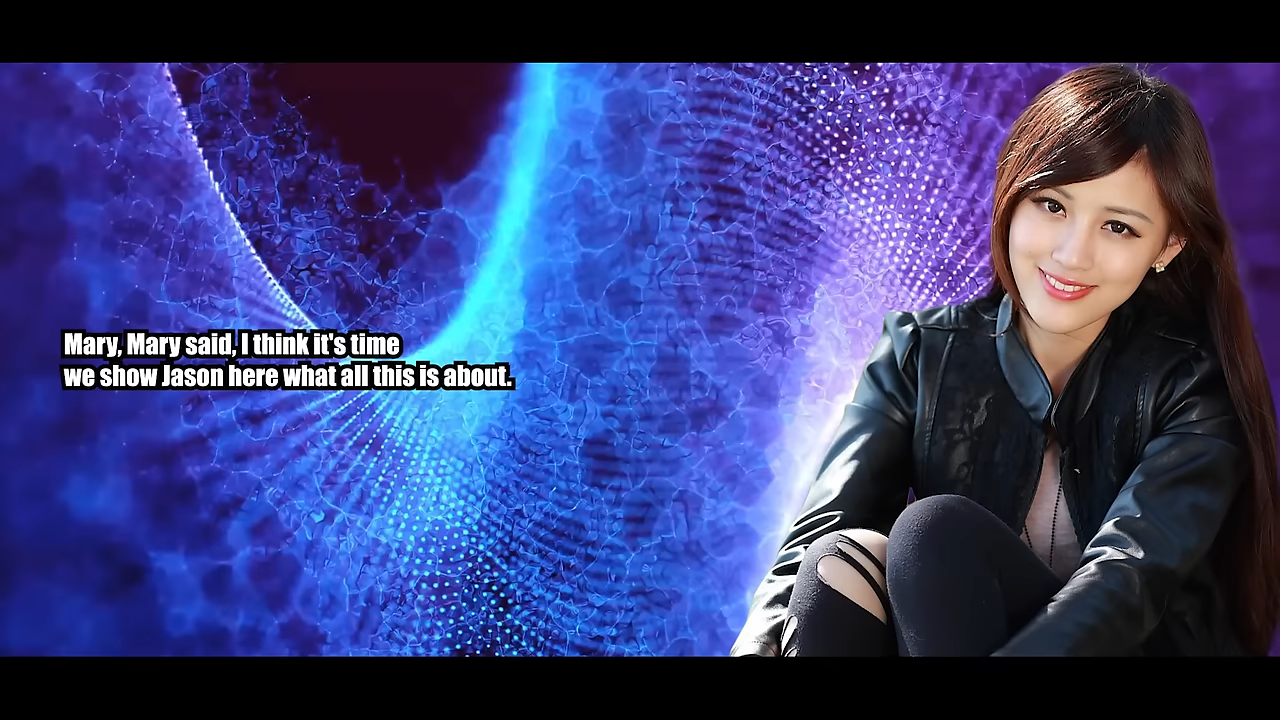 Mary, Mary said, I think it's time
we show Jason here what all this is about.